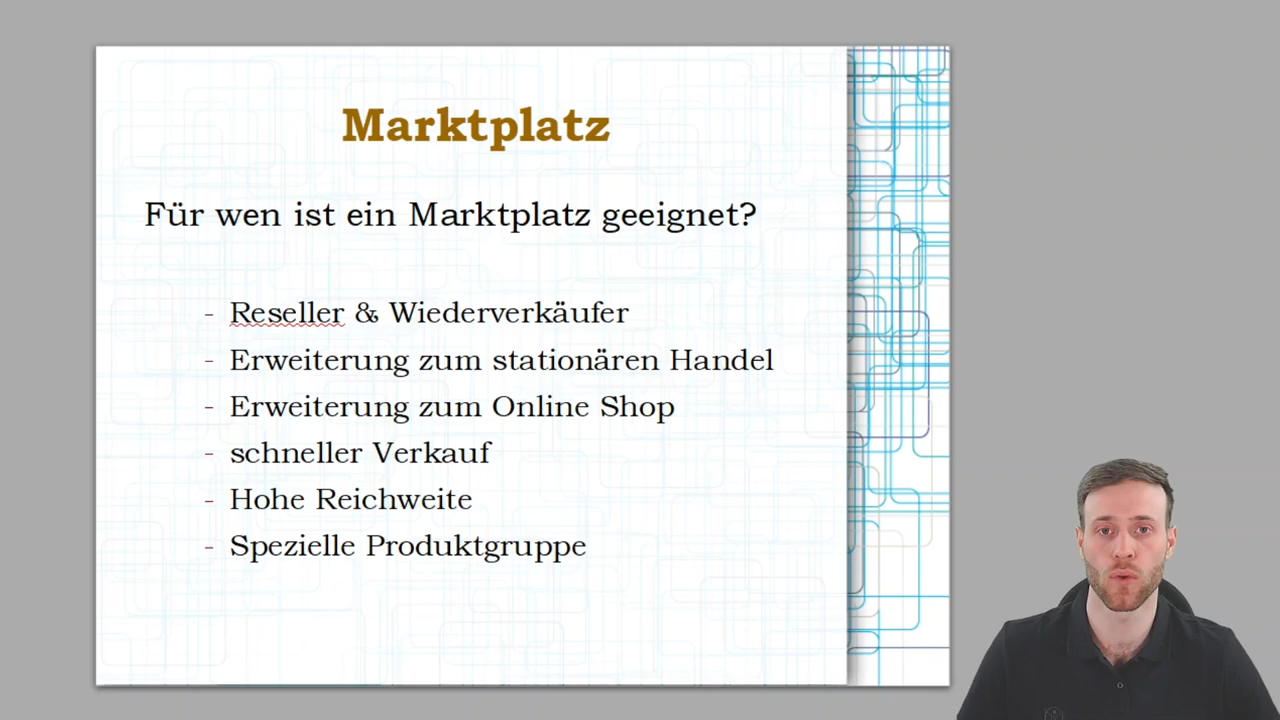 Marktplatz
Für wen ist ein Marktplatz geeignet?
- Reseller & Wiederverkäufer
- Erweiterung zum stationären Handel
- Erweiterung zum Online Shop
- schneller Verkauf
- Hohe Reichweite
- Spezielle Produktgruppe